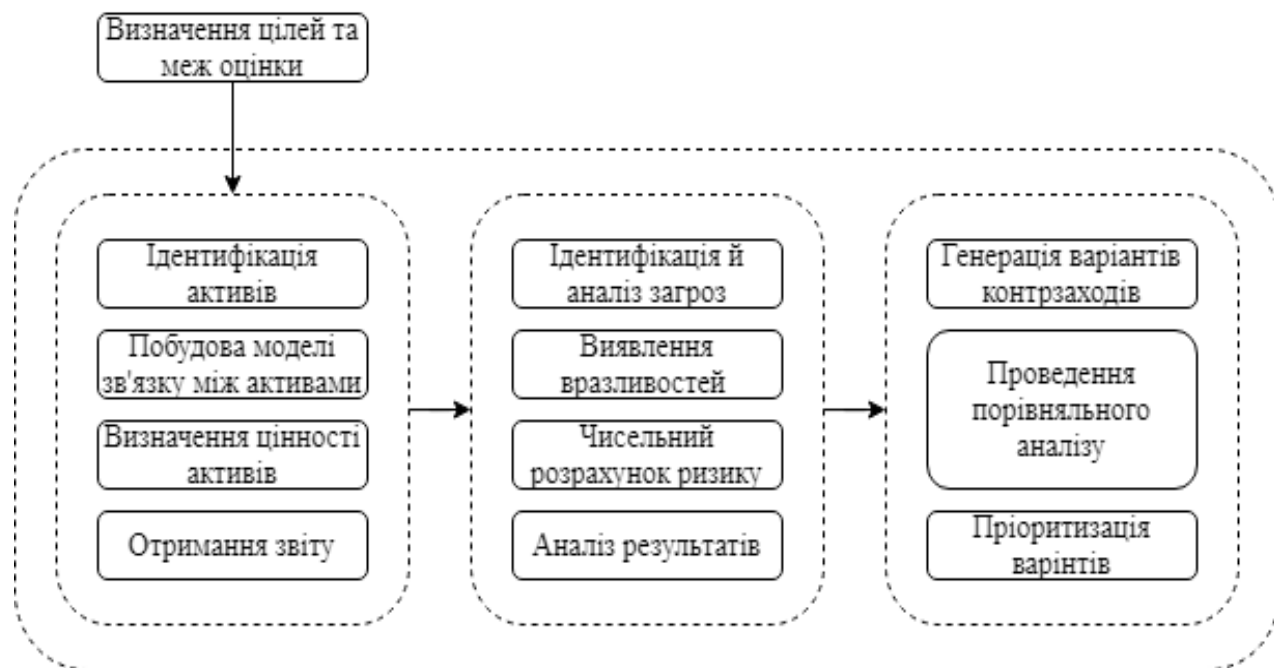 Визначення цілей та
меж оцінки
Ідентифікація
активів
Побудова моделі
зв'язку між активами
Визначення цінності
активів
Отримання звіту
Ідентифікація й
аналіз загроз
Виявлення
вразливостей
Чисельний
розрахунок ризику
Аналіз результатів
Генерація варіантів
контрзаходів
Проведення
порівняльного
аналізу
Пріоритизація
варінтів